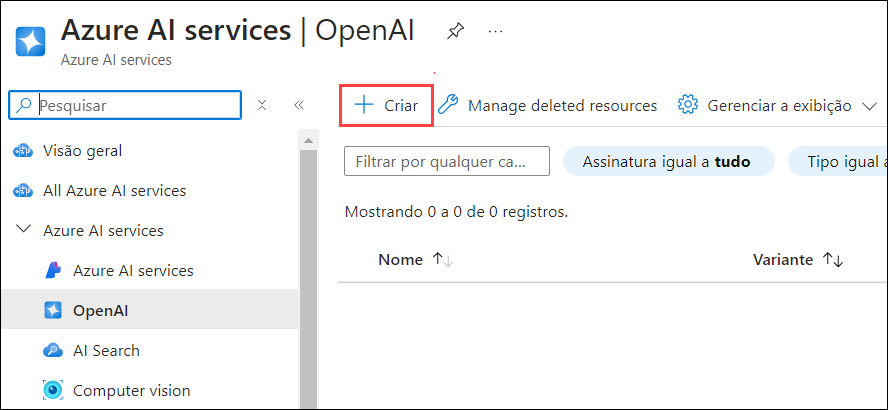 Azure AI services | OpenAI
Azure AI services
Pesquisar
Criar
Manage deleted resources
Gerenciar a exibição
Visão geral
All Azure AI services
Azure AI services
Azure AI services
OpenAI
AI Search
Computer vision
Filtrar por qualquer ca...
Assinatura igual a tudo
Tipo igual a
Mostrando 0 a 0 de 0 registros.
Nome
Variante